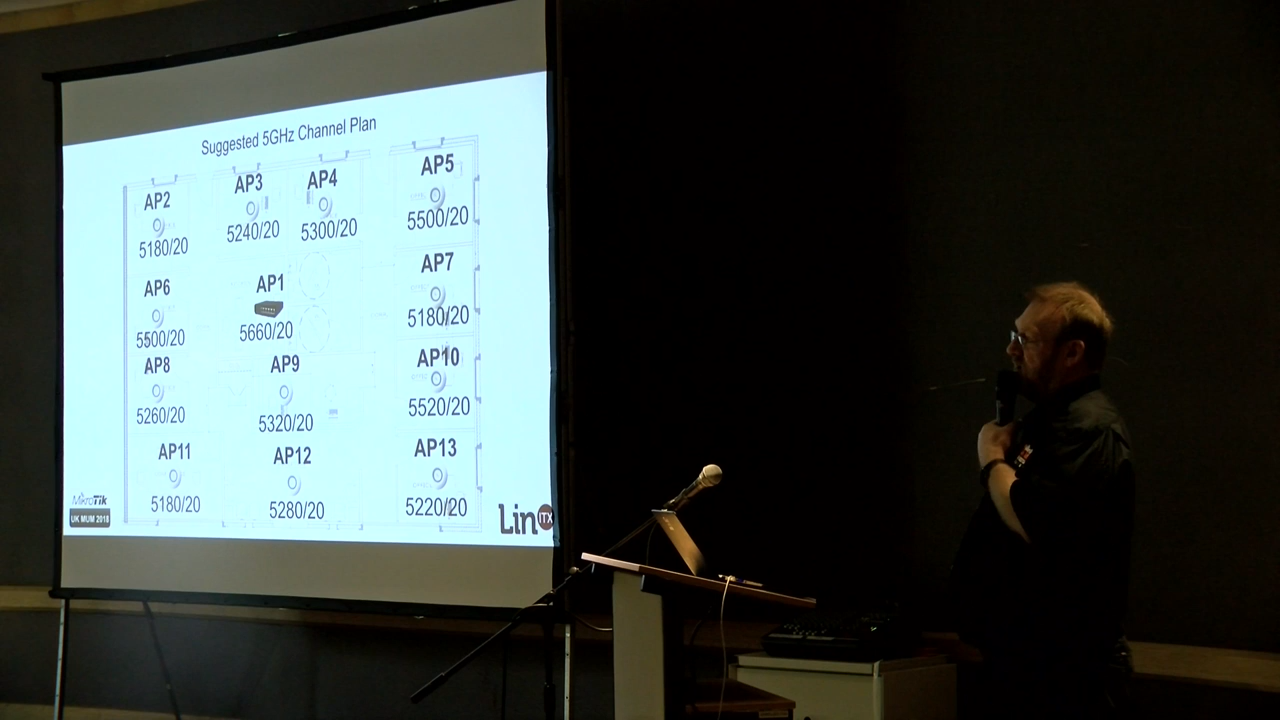 Suggested 5GHz Channel Plan
AP2
5180/20
AP3
5240/20
AP4
5300/20
AP5
5500/20
AP6
5500/20
AP1
5660/20
AP7
5180/20
AP8
5260/20
AP9
5320/20
AP10
5520/20
AP11
5180/20
AP12
5280/20
AP13
5220/20
MikroTik
UK MUM 2018
Lin ITX